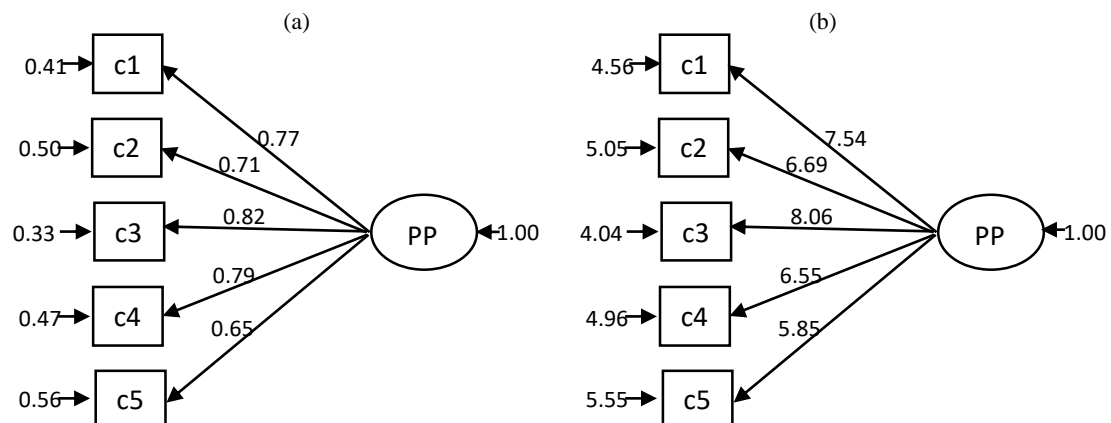 (a)
0.41 c1
0.77
0.50 c2
0.71
0.33 c3
0.82
PP 1.00
0.47 c4
0.79
0.56 c5
0.65
(b)
4.56 c1
7.54
5.05 c2
6.69
4.04 c3
8.06
PP 1.00
4.96 c4
6.55
5.55 c5
5.85